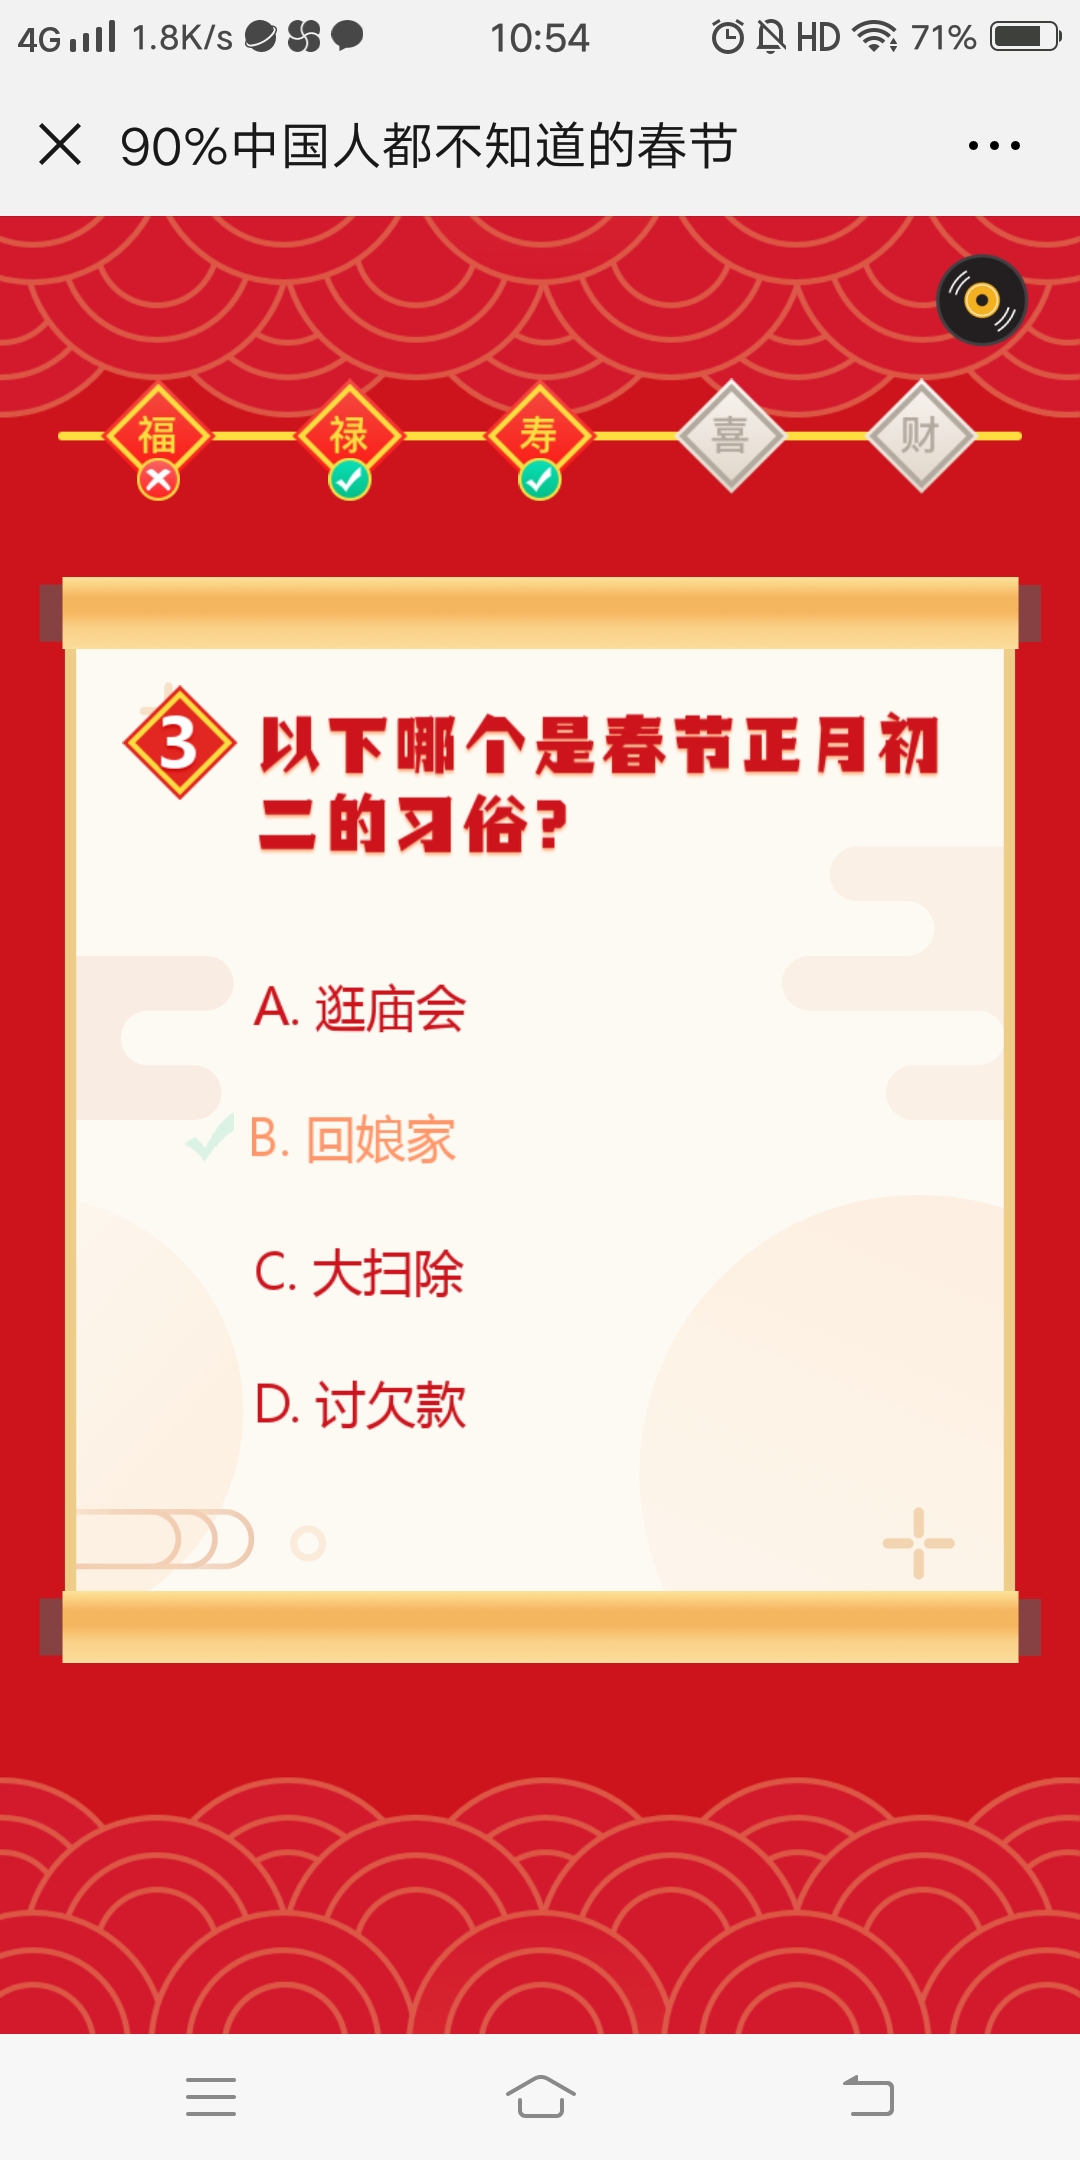 4G 1.8K/s 10:54 HD 71%
90%中国人都不知道的春节
福 禄 寿 喜 财
3 以下哪个是春节正月初
二的习俗?
A. 逛庙会
B. 回娘家
C. 大扫除
D. 讨欠款